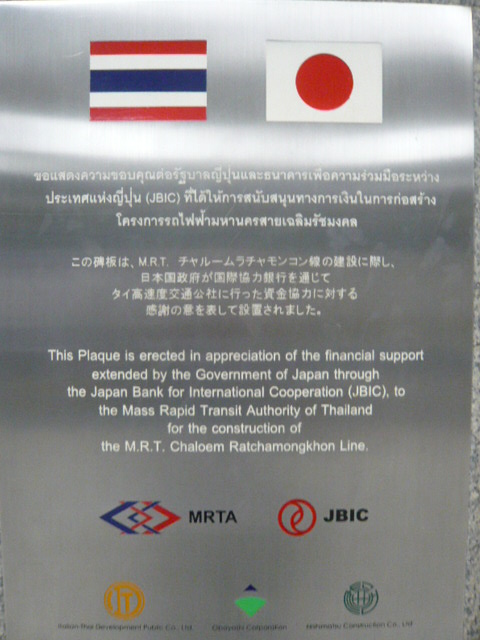 ขอแสดงความขอบคุณต่อรัฐบาลญี่ปุ่นและธนาคารเพื่อความร่วมมือระหว่าง
ประเทศแห่งญี่ปุ่น (JBIC) ที่ได้ให้การสนับสนุนทางการเงินในการก่อสร้าง
โครงการรถไฟฟ้ามหานครสายเฉลิมรัชมงคล
この碑板は、M.R.T. チャルームラチャモンコン線の建設に際し、
日本国政府が国際協力銀行を通じて
タイ高速度交通公社に行った資金協力に対する
感謝の意を表して設置されました。
This Plaque is erected in appreciation of the financial support
extended by the Government of Japan through
the Japan Bank for International Cooperation (JBIC), to
the Mass Rapid Transit Authority of Thailand
for the construction of
the M.R.T. Chaloem Ratchamongkhon Line.
MRTA JBIC
Italian-Thai Development Public Co., Ltd. Obayashi Corporation Nishimatsu Construction Co., Ltd.